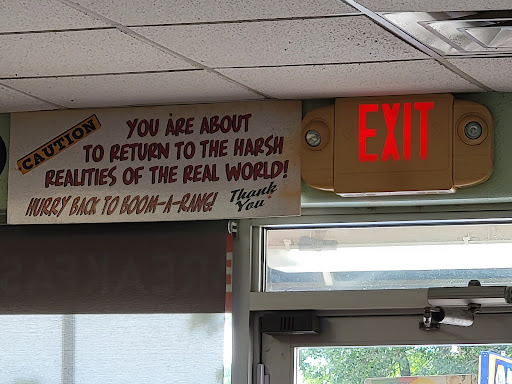 CAUTION
YOU ARE ABOUT
TO RETURN TO THE HARSH
REALITIES OF THE REAL WORLD!
HURRY BACK TO BOOM-A-RANG!
Thank
You
EXIT